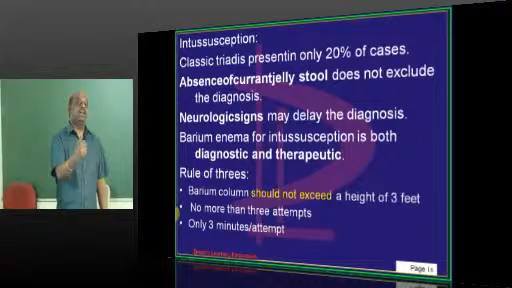 Intussusception:
Classic triadis presentin only 20% of cases.
Absenceofcurrantjelly stool does not exclude
the diagnosis.
Neurologicsigns may delay the diagnosis.
Barium enema for intussusception is both
diagnostic and therapeutic.
Rule of threes:
• Barium column should not exceed a height of 3 feet
• No more than three attempts
• Only 3 minutes/attempt
Page 16